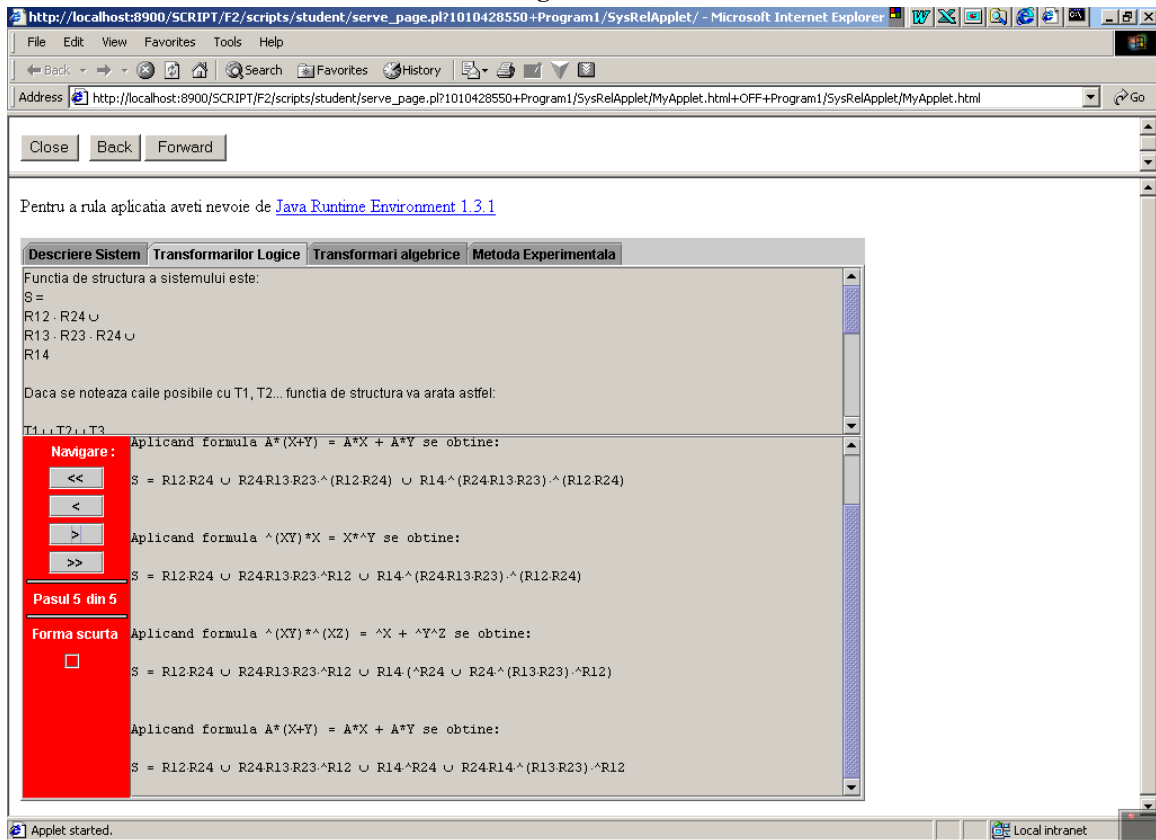 http://localhost:8900/SCRIPT/F2/scripts/student/serve_page.pl?1010428550+Program1/SysRelApplet/ - Microsoft Internet Explorer
File Edit View Favorites Tools Help
Back Search Favorites History
Address http://localhost:8900/SCRIPT/F2/scripts/student/serve_page.pl?1010428550+Program1/SysRelApplet/MyApplet.html+OFF+Program1/SysRelApplet/MyApplet.html Go
Close Back Forward
Pentru a rula aplicatia aveti nevoie de Java Runtime Environment 1.3.1
Descriere Sistem Transformarilor Logice Transformari algebrice Metoda Experimentala
Functia de structura a sistemului este:
S =
R12 · R24 ∪
R13 · R23 · R24 ∪
R14
Daca se noteaza caile posibile cu T1, T2... functia de structura va arata astfel:
T1 ∪ T2 ∪ T3
Navigare :
<<
<
>
>>
Pasul 5 din 5
Forma scurta
Aplicand formula A*(X+Y) = A*X + A*Y se obtine:
S = R12·R24 ∪ R24·R13·R23·^(R12·R24) ∪ R14·^(R24·R13·R23)·^(R12·R24)
Aplicand formula ^(XY)*X = X*^Y se obtine:
S = R12·R24 ∪ R24·R13·R23·^R12 ∪ R14·^(R24·R13·R23)·^(R12·R24)
Aplicand formula ^(XY)*^(XZ) = ^X + ^Y^Z se obtine:
S = R12·R24 ∪ R24·R13·R23·^R12 ∪ R14·(^R24 ∪ R24·^(R13·R23)·^R12)
Aplicand formula A*(X+Y) = A*X + A*Y se obtine:
S = R12·R24 ∪ R24·R13·R23·^R12 ∪ R14·^R24 ∪ R24·R14·^(R13·R23)·^R12
Applet started. Local intranet